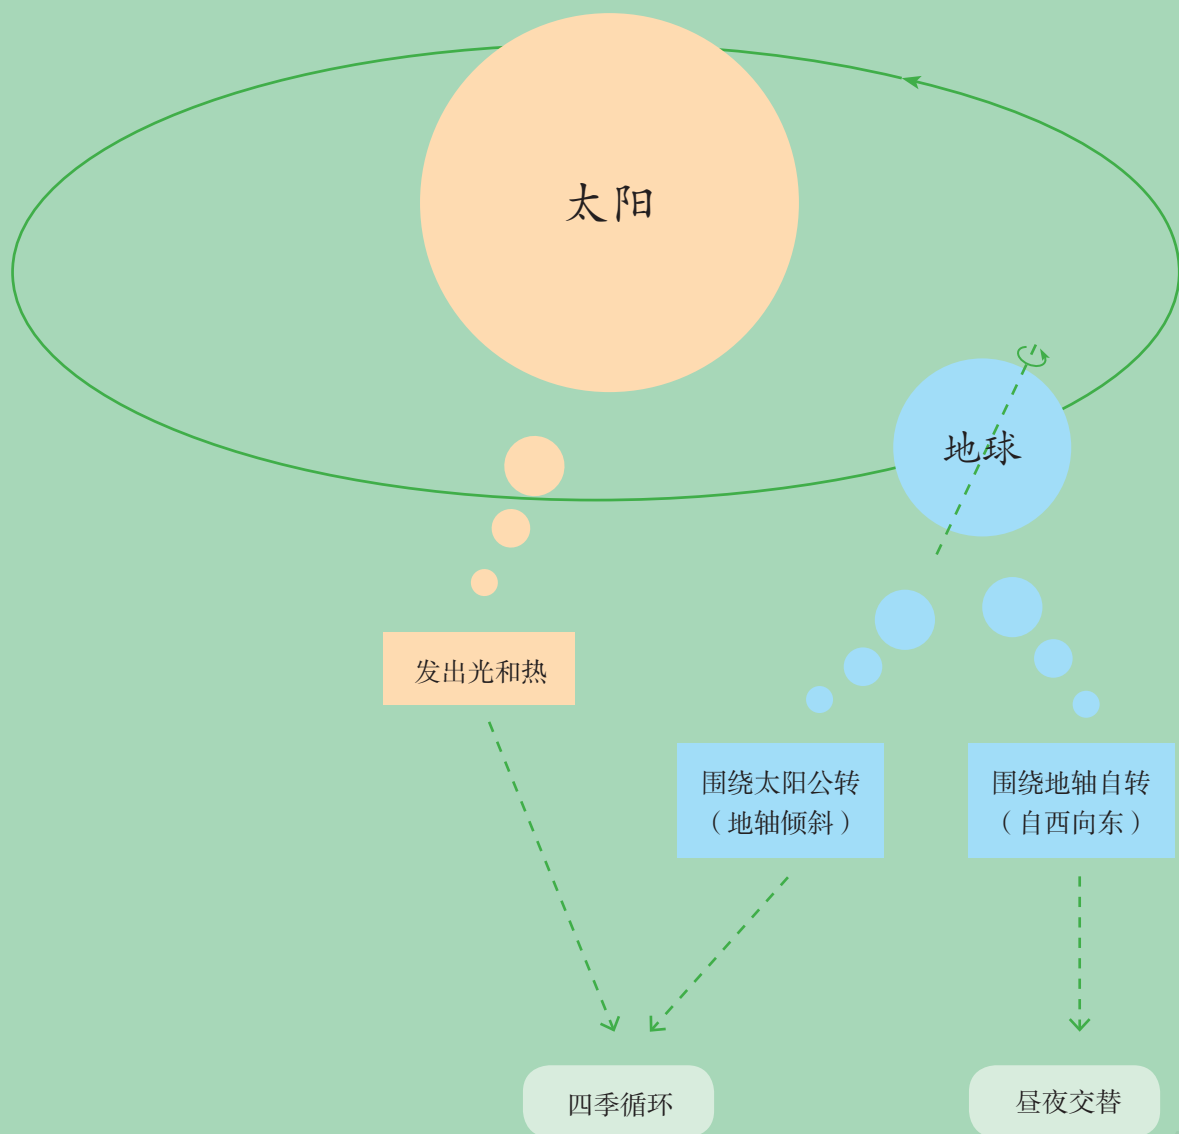 太阳
地球
发出光和热
围绕太阳公转
（地轴倾斜）
围绕地轴自转
（自西向东）
四季循环
昼夜交替